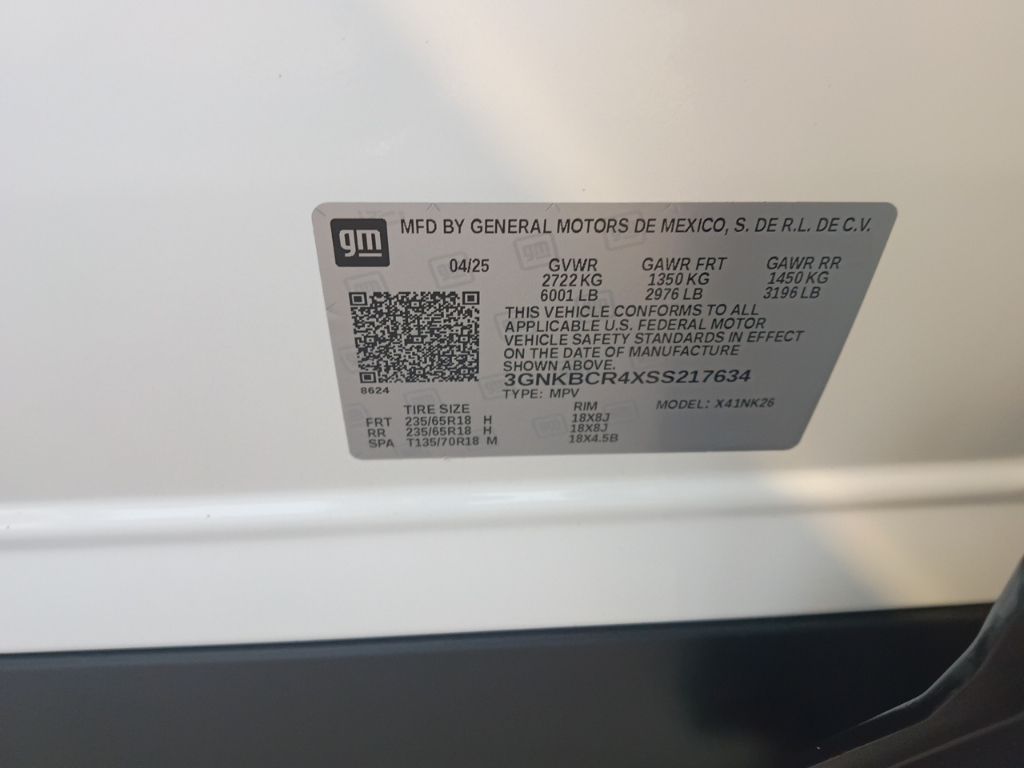 gm MFD BY GENERAL MOTORS DE MEXICO, S. DE R.L. DE C.V.
04/25 GVWR GAWR FRT GAWR RR
2722 KG 1350 KG 1450 KG
6001 LB 2976 LB 3196 LB
THIS VEHICLE CONFORMS TO ALL
APPLICABLE U.S. FEDERAL MOTOR
VEHICLE SAFETY STANDARDS IN EFFECT
ON THE DATE OF MANUFACTURE
SHOWN ABOVE.
3GNKBCR4XSS217634
8624
TYPE: MPV MODEL: X41NK26
TIRE SIZE RIM
FRT 235/65R18 H 18X8J
RR 235/65R18 H 18X8J
SPA T135/70R18 M 18X4.5B